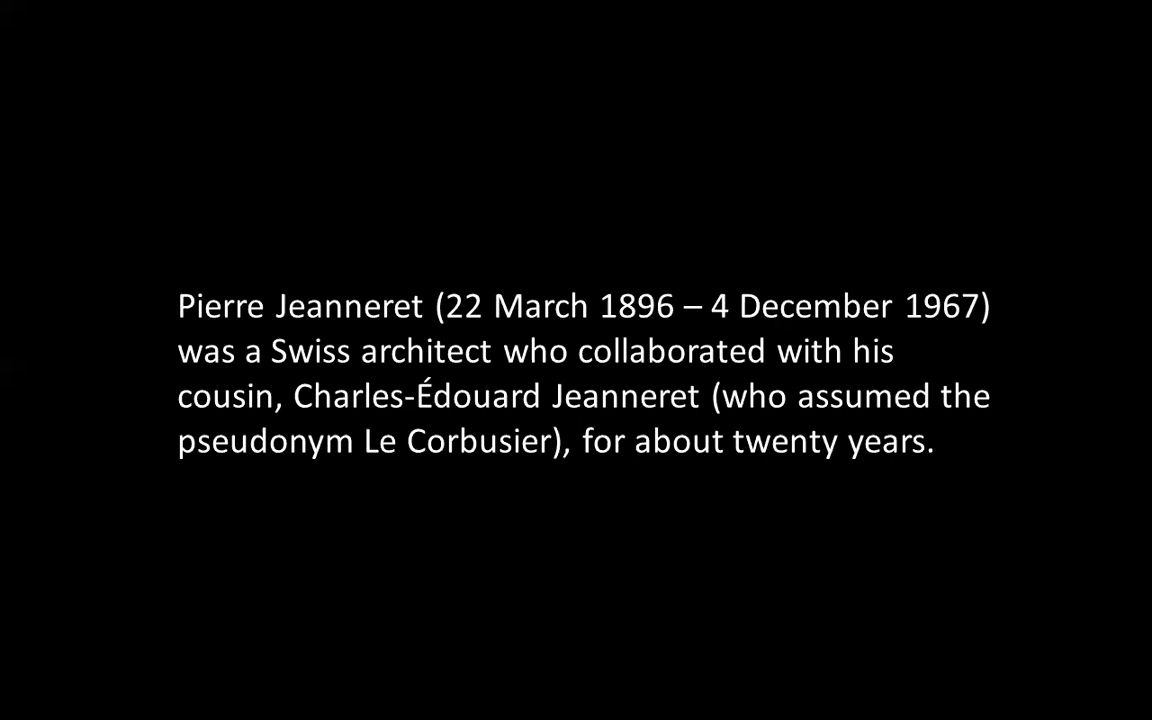 Pierre Jeanneret (22 March 1896 – 4 December 1967)
was a Swiss architect who collaborated with his
cousin, Charles-Édouard Jeanneret (who assumed the
pseudonym Le Corbusier), for about twenty years.